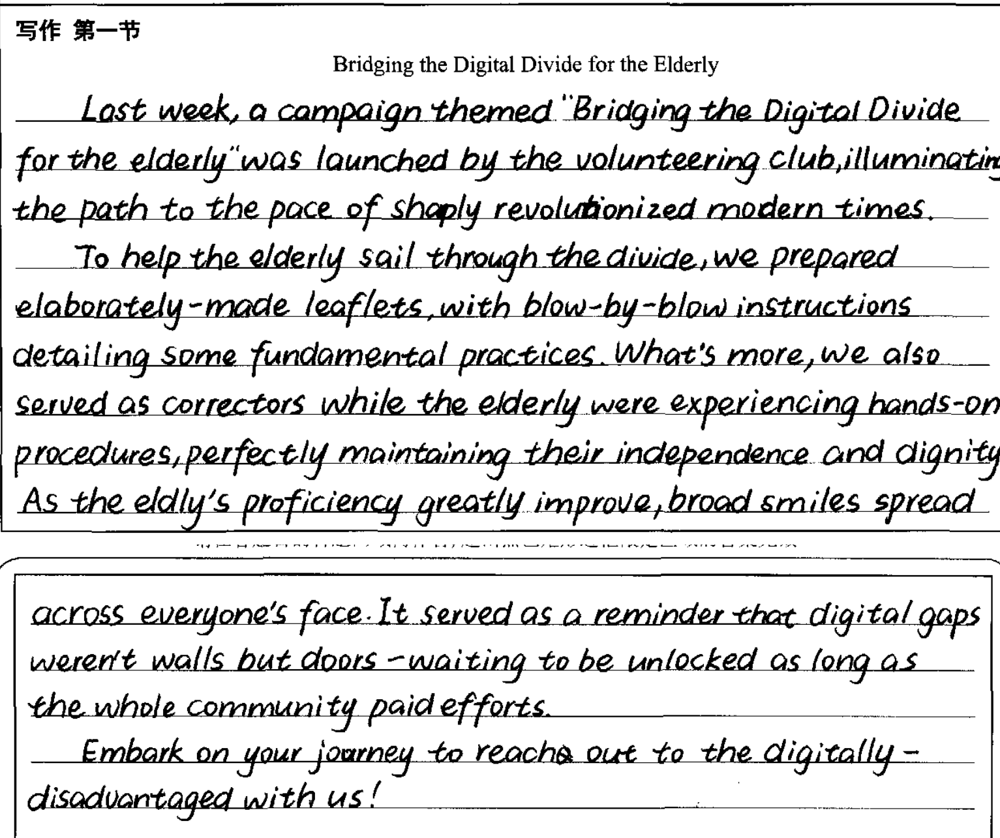 写作 第一节
Bridging the Digital Divide for the Elderly
Last week, a campaign themed "Bridging the Digital Divide
for the elderly" was launched by the volunteering club, illuminating
the path to the pace of shaply revolutionized modern times.
To help the elderly sail through the divide, we prepared
elaborately-made leaflets, with blow-by-blow instructions
detailing some fundamental practices. What's more, we also
served as correctors while the elderly were experiencing hands-on
procedures, perfectly maintaining their independence and dignity
As the eldly's proficiency greatly improve, broad smiles spread
across everyone's face. It served as a reminder that digital gaps
weren't walls but doors - waiting to be unlocked as long as
the whole community paid efforts.
Embark on your journey to reach out to the digitally-
disadvantaged with us!